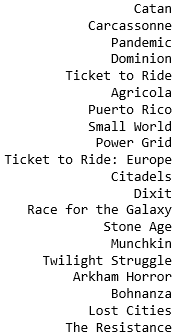 Catan
Carcassonne
Pandemic
Dominion
Ticket to Ride
Agricola
Puerto Rico
Small World
Power Grid
Ticket to Ride: Europe
Citadels
Dixit
Race for the Galaxy
Stone Age
Munchkin
Twilight Struggle
Arkham Horror
Bohnanza
Lost Cities
The Resistance